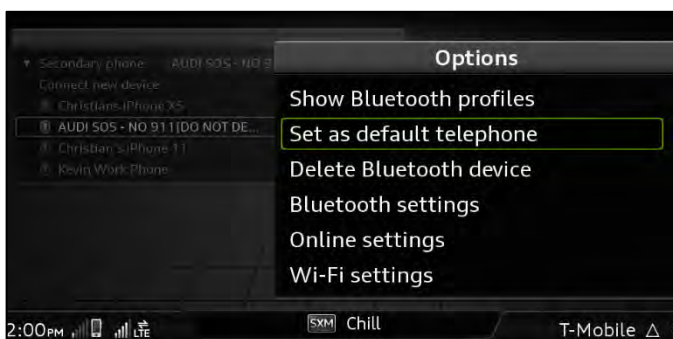 Options
Secondary phone: AUDI SOS - NO 9
Connect new device
Christians iPhone XS
AUDI SOS - NO 911(DO NOT DE...
Christian's iPhone 11
Kevin Work Phone
Show Bluetooth profiles
Set as default telephone
Delete Bluetooth device
Bluetooth settings
Online settings
Wi-Fi settings
2:00PM LTE SXM Chill T-Mobile